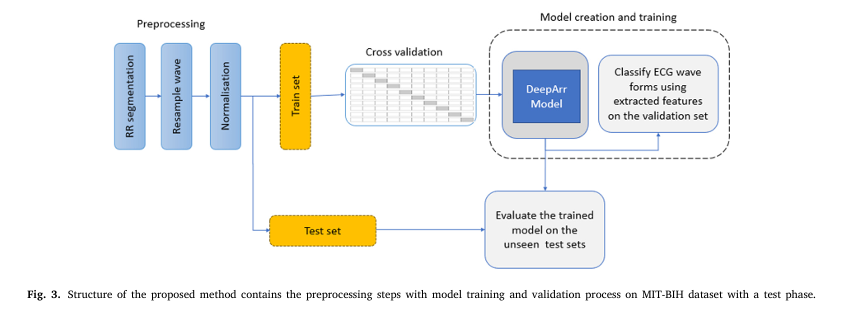 Preprocessing
Model creation and training
RR segmentation
Resample wave
Normalisation
Train set
Cross validation
DeepArr
Model
Classify ECG wave
forms using
extracted features
on the validation set
Test set
Evaluate the trained
model on the
unseen test sets
Fig. 3. Structure of the proposed method contains the preprocessing steps with model training and validation process on MIT-BIH dataset with a test phase.